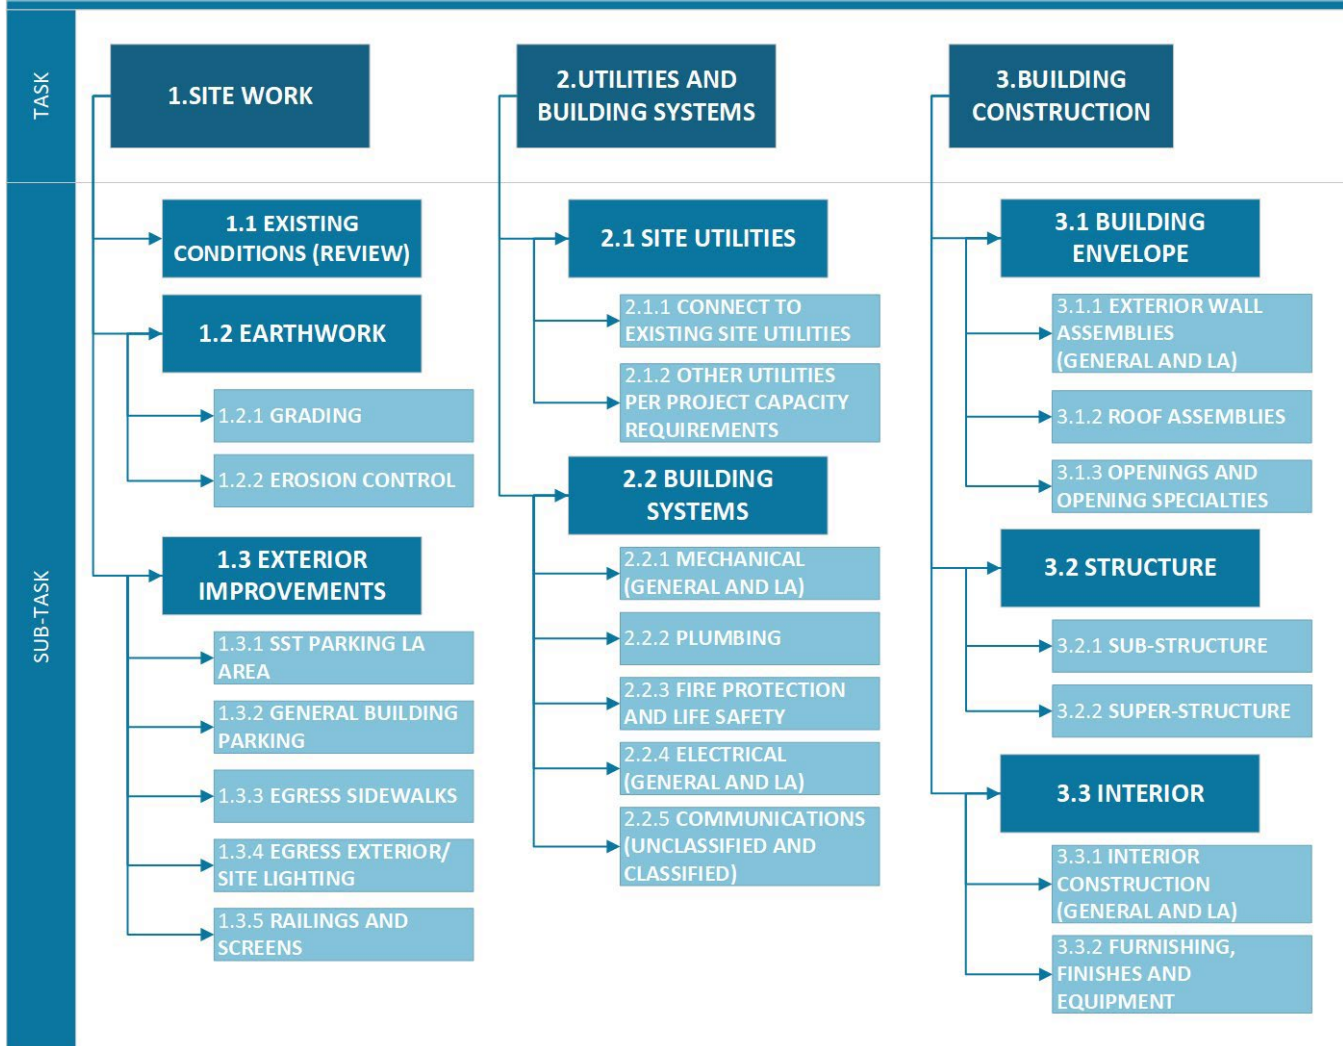 TASK
1.SITE WORK
2.UTILITIES AND
BUILDING SYSTEMS
3.BUILDING
CONSTRUCTION
SUB-TASK
1.1 EXISTING
CONDITIONS (REVIEW)
1.2 EARTHWORK
1.2.1 GRADING
1.2.2 EROSION CONTROL
1.3 EXTERIOR
IMPROVEMENTS
1.3.1 SST PARKING LA
AREA
1.3.2 GENERAL BUILDING
PARKING
1.3.3 EGRESS SIDEWALKS
1.3.4 EGRESS EXTERIOR/
SITE LIGHTING
1.3.5 RAILINGS AND
SCREENS
2.1 SITE UTILITIES
2.1.1 CONNECT TO
EXISTING SITE UTILITIES
2.1.2 OTHER UTILITIES
PER PROJECT CAPACITY
REQUIREMENTS
2.2 BUILDING
SYSTEMS
2.2.1 MECHANICAL
(GENERAL AND LA)
2.2.2 PLUMBING
2.2.3 FIRE PROTECTION
AND LIFE SAFETY
2.2.4 ELECTRICAL
(GENERAL AND LA)
2.2.5 COMMUNICATIONS
(UNCLASSIFIED AND
CLASSIFIED)
3.1 BUILDING
ENVELOPE
3.1.1 EXTERIOR WALL
ASSEMBLIES
(GENERAL AND LA)
3.1.2 ROOF ASSEMBLIES
3.1.3 OPENINGS AND
OPENING SPECIALTIES
3.2 STRUCTURE
3.2.1 SUB-STRUCTURE
3.2.2 SUPER-STRUCTURE
3.3 INTERIOR
3.3.1 INTERIOR
CONSTRUCTION
(GENERAL AND LA)
3.3.2 FURNISHING,
FINISHES AND
EQUIPMENT